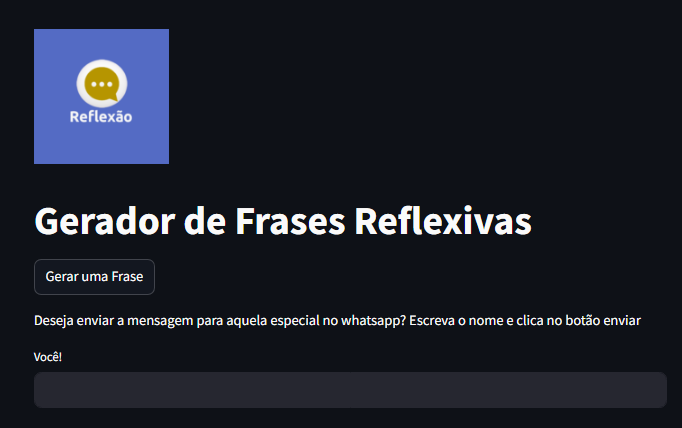 Reflexão
Gerador de Frases Reflexivas
Gerar uma Frase
Deseja enviar a mensagem para aquela especial no whatsapp? Escreva o nome e clica no botão enviar
Você!